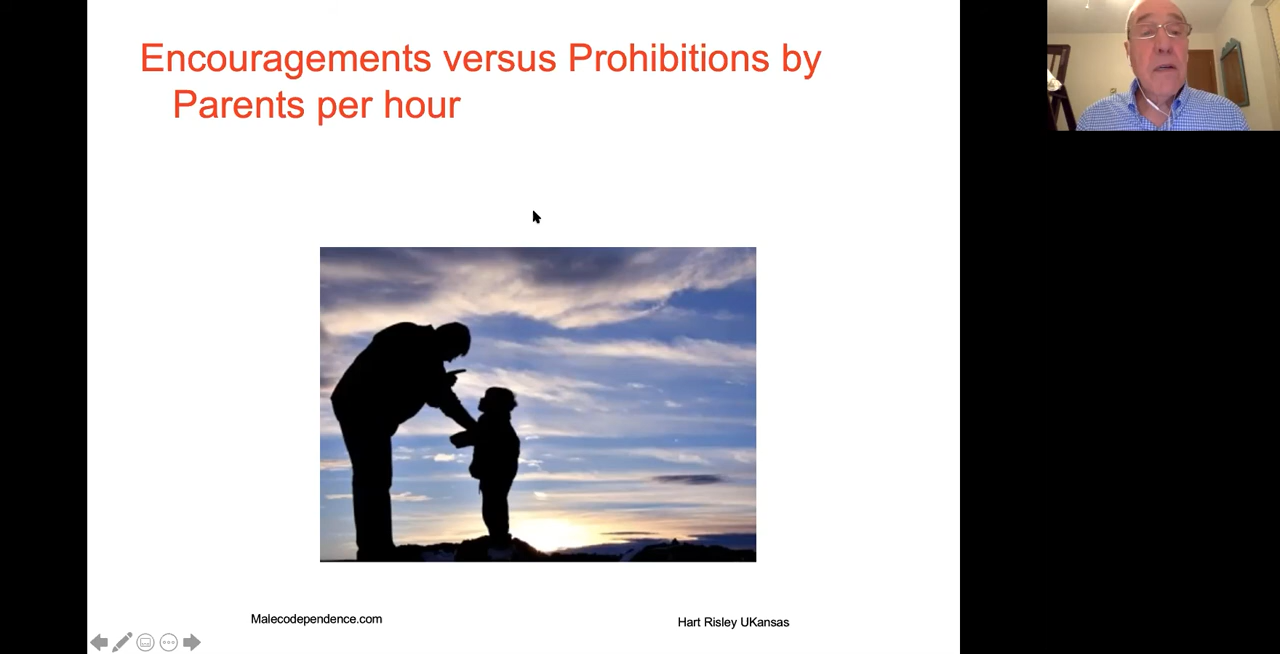 Encouragements versus Prohibitions by
Parents per hour
Malecodependence.com
Hart Risley UKansas